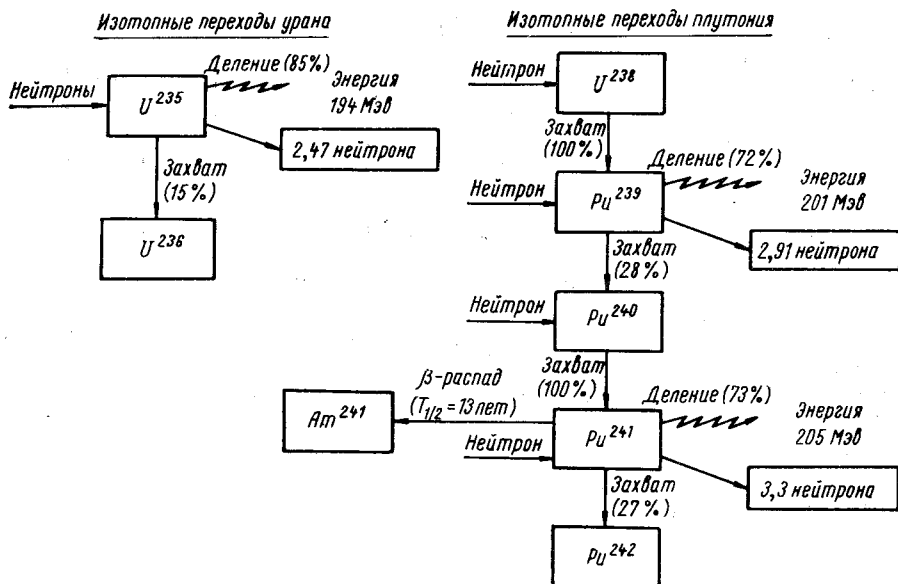 Изотопные переходы урана
Нейтроны
U²³⁵
Деление (85%)
Энергия
194 Мэв
2,47 нейтрона
Захват
(15%)
U²³⁶
Изотопные переходы плутония
Нейтрон
U²³⁸
Захват
(100%)
Нейтрон
Pu²³⁹
Деление (72%)
Энергия
201 Мэв
2,91 нейтрона
Захват
(28%)
Нейтрон
Pu²⁴⁰
Захват
(100%)
β-распад
(T₁/₂ = 13 лет)
Am²⁴¹
Нейтрон
Pu²⁴¹
Деление (73%)
Энергия
205 Мэв
3,3 нейтрона
Захват
(27%)
Pu²⁴²